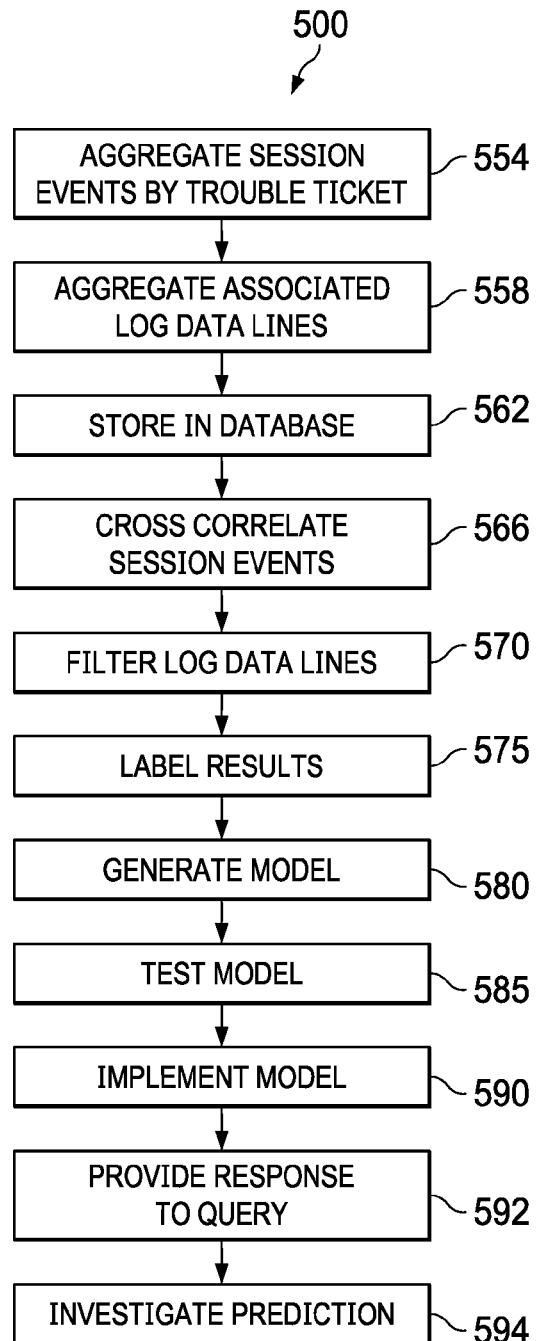 500
AGGREGATE SESSION
EVENTS BY TROUBLE TICKET
554
AGGREGATE ASSOCIATED
LOG DATA LINES
558
STORE IN DATABASE
562
CROSS CORRELATE
SESSION EVENTS
566
FILTER LOG DATA LINES
570
LABEL RESULTS
575
GENERATE MODEL
580
TEST MODEL
585
IMPLEMENT MODEL
590
PROVIDE RESPONSE
TO QUERY
592
INVESTIGATE PREDICTION
594